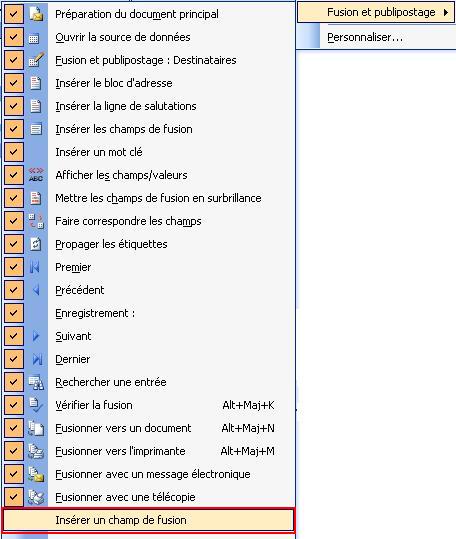 Préparation du document principal
Fusion et publipostage
Ouvrir la source de données
Personnaliser...
Fusion et publipostage : Destinataires
Insérer le bloc d'adresse
Insérer la ligne de salutations
Insérer les champs de fusion
Insérer un mot clé
«» ABC Afficher les champs/valeurs
Mettre les champs de fusion en surbrillance
Faire correspondre les champs
Propager les étiquettes
Premier
Précédent
Enregistrement :
Suivant
Dernier
Rechercher une entrée
Vérifier la fusion Alt+Maj+K
Fusionner vers un document Alt+Maj+N
Fusionner vers l'imprimante Alt+Maj+M
Fusionner avec un message électronique
Fusionner avec une télécopie
Insérer un champ de fusion